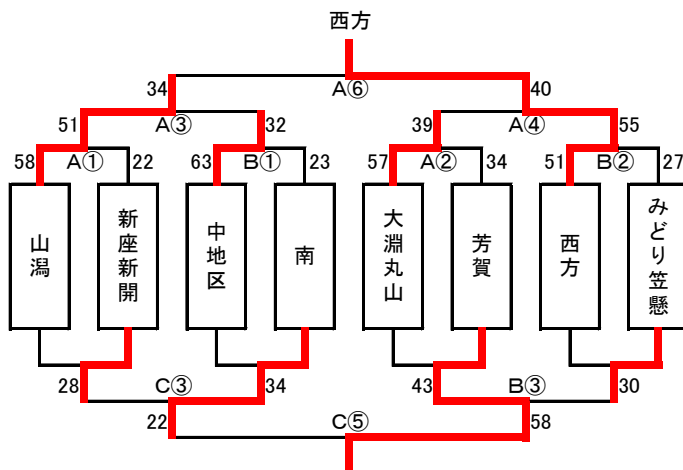 西方
34 A⑥ 40
51 A③ 32 39 A④ 55
58 A① 22 63 B① 23 57 A② 34 51 B② 27
山潟
新座新開
中地区
南
大淵丸山
芳賀
西方
みどり笠懸
28 C③ 34 43 B③ 30
22 C⑤ 58